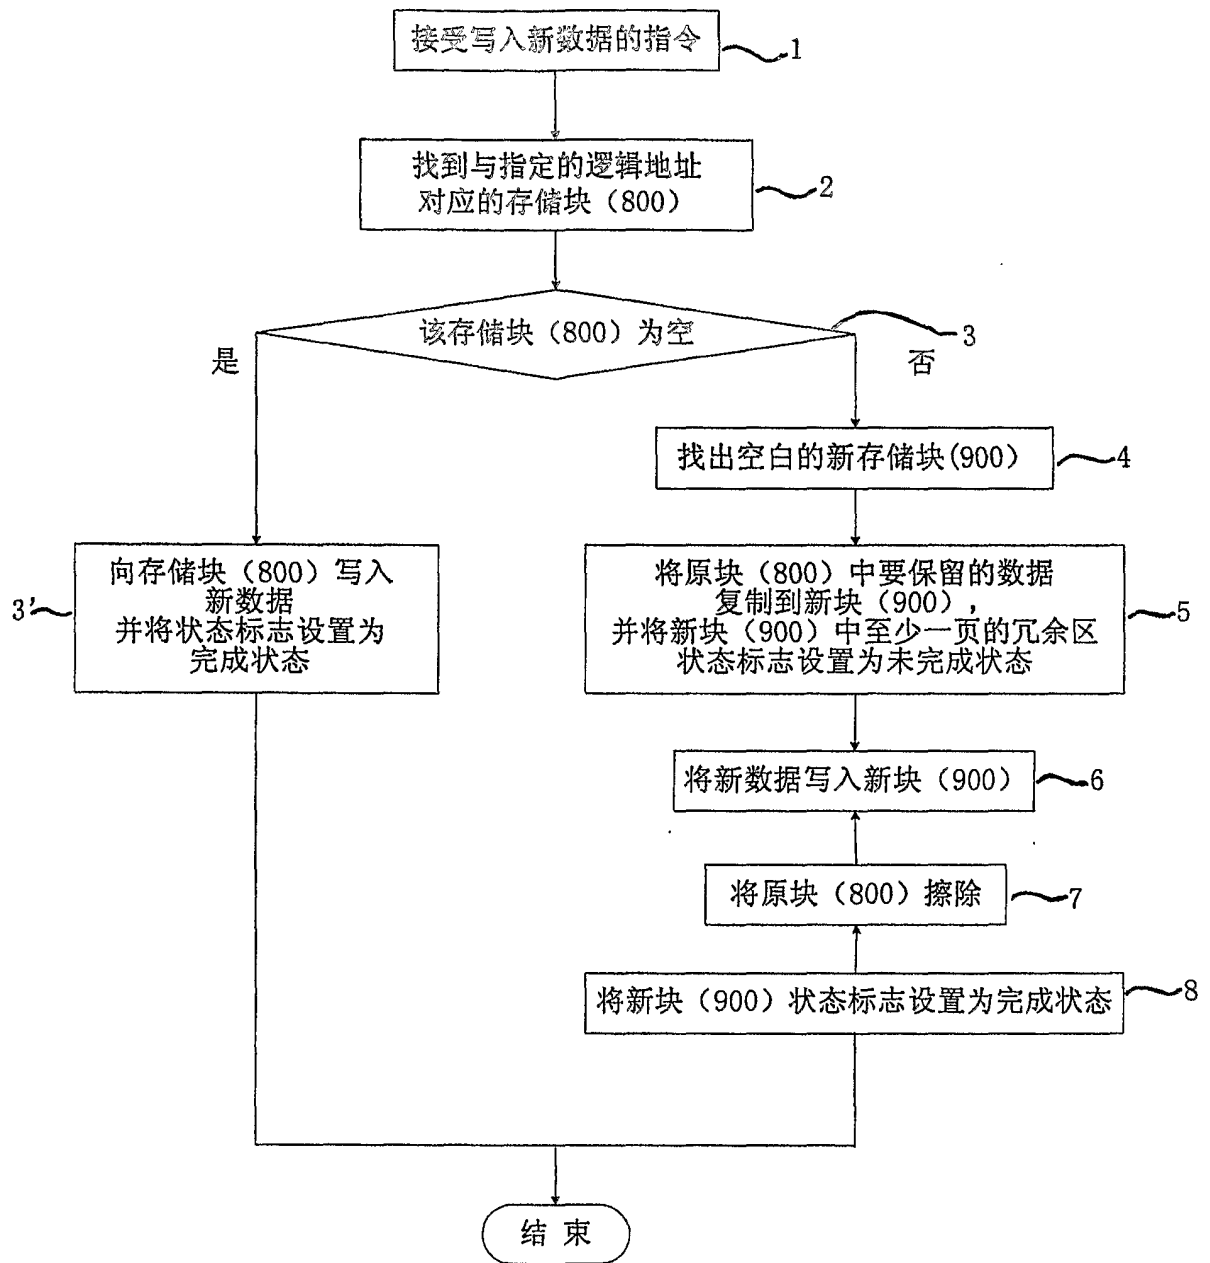 接受写入新数据的指令
1
找到与指定的逻辑地址
对应的存储块（800）
2
该存储块（800）为空
3
是
否
找出空白的新存储块(900）
4
向存储块（800）写入
新数据
并将状态标志设置为
完成状态
3'
将原块（800）中要保留的数据
复制到新块（900），
并将新块（900）中至少一页的冗余区
状态标志设置为未完成状态
5
将新数据写入新块（900）
6
将原块（800）擦除
7
将新块（900）状态标志设置为完成状态
8
结 束